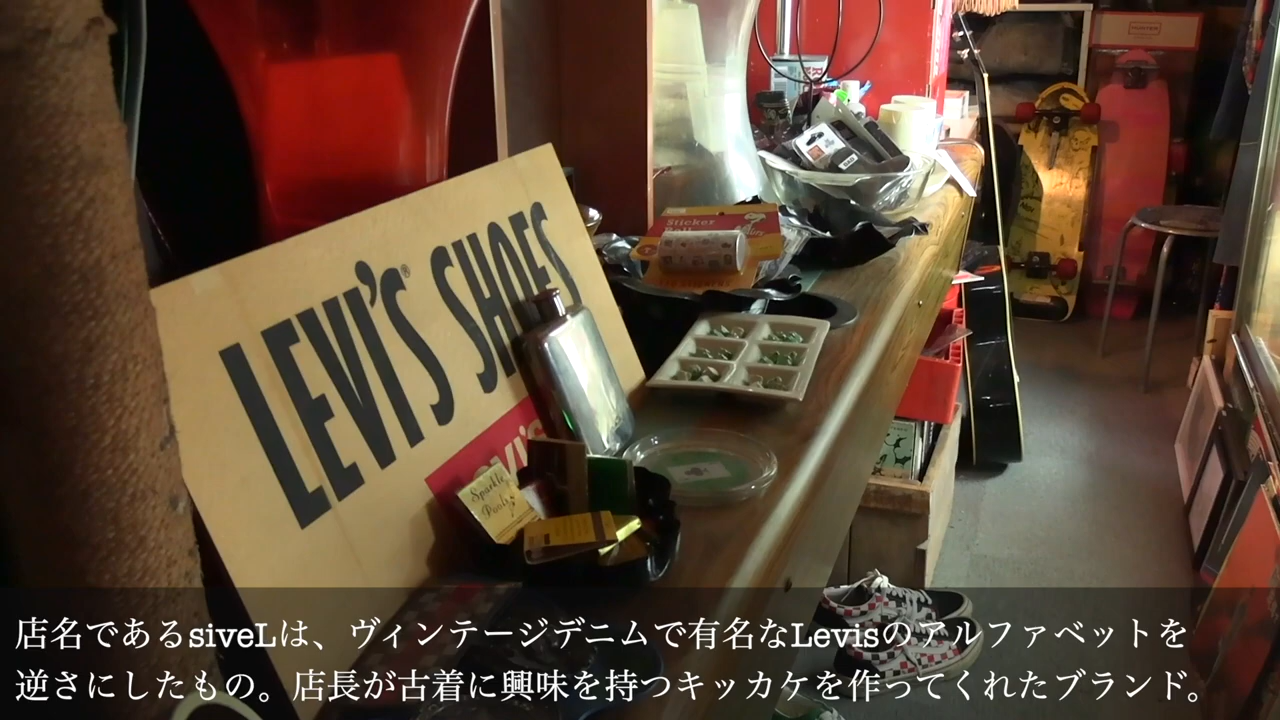 HUNTER
LEVI'S® SHOES
Sticker
Sparkle
店名であるsiveLは、ヴィンテージデニムで有名なLevisのアルファベットを
逆さにしたもの。店長が古着に興味を持つキッカケを作ってくれたブランド。